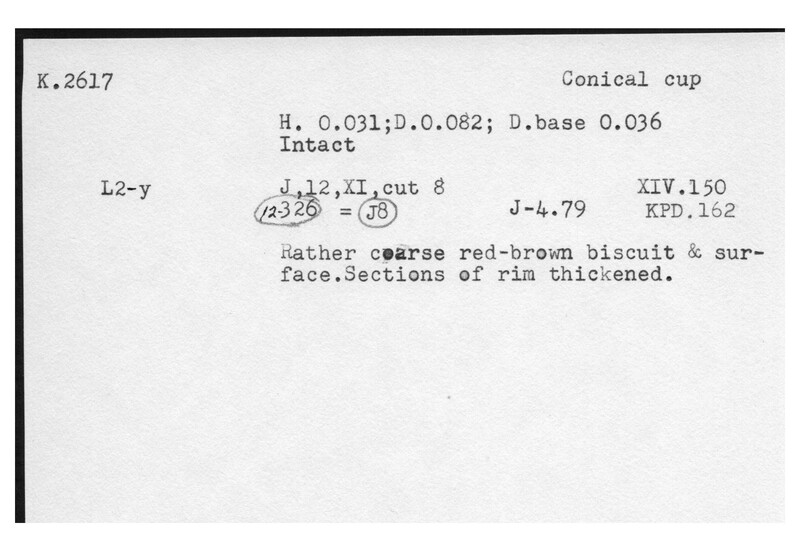 K.2617 Conical cup
H. 0.031;D.0.082; D.base 0.036
Intact
L2-y J,12,XI,cut 8 XIV.150
12-326 = J8 J-4.79 KPD.162
Rather coarse red-brown biscuit & sur-
face.Sections of rim thickened.